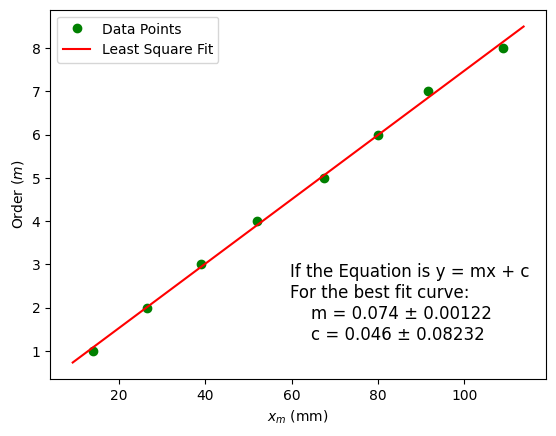 Data Points
Least Square Fit
8
7
6
5
4
3
2
1
Order (m)
If the Equation is y = mx + c
For the best fit curve:
m = 0.074 ± 0.00122
c = 0.046 ± 0.08232
20 40 60 80 100
xₘ (mm)